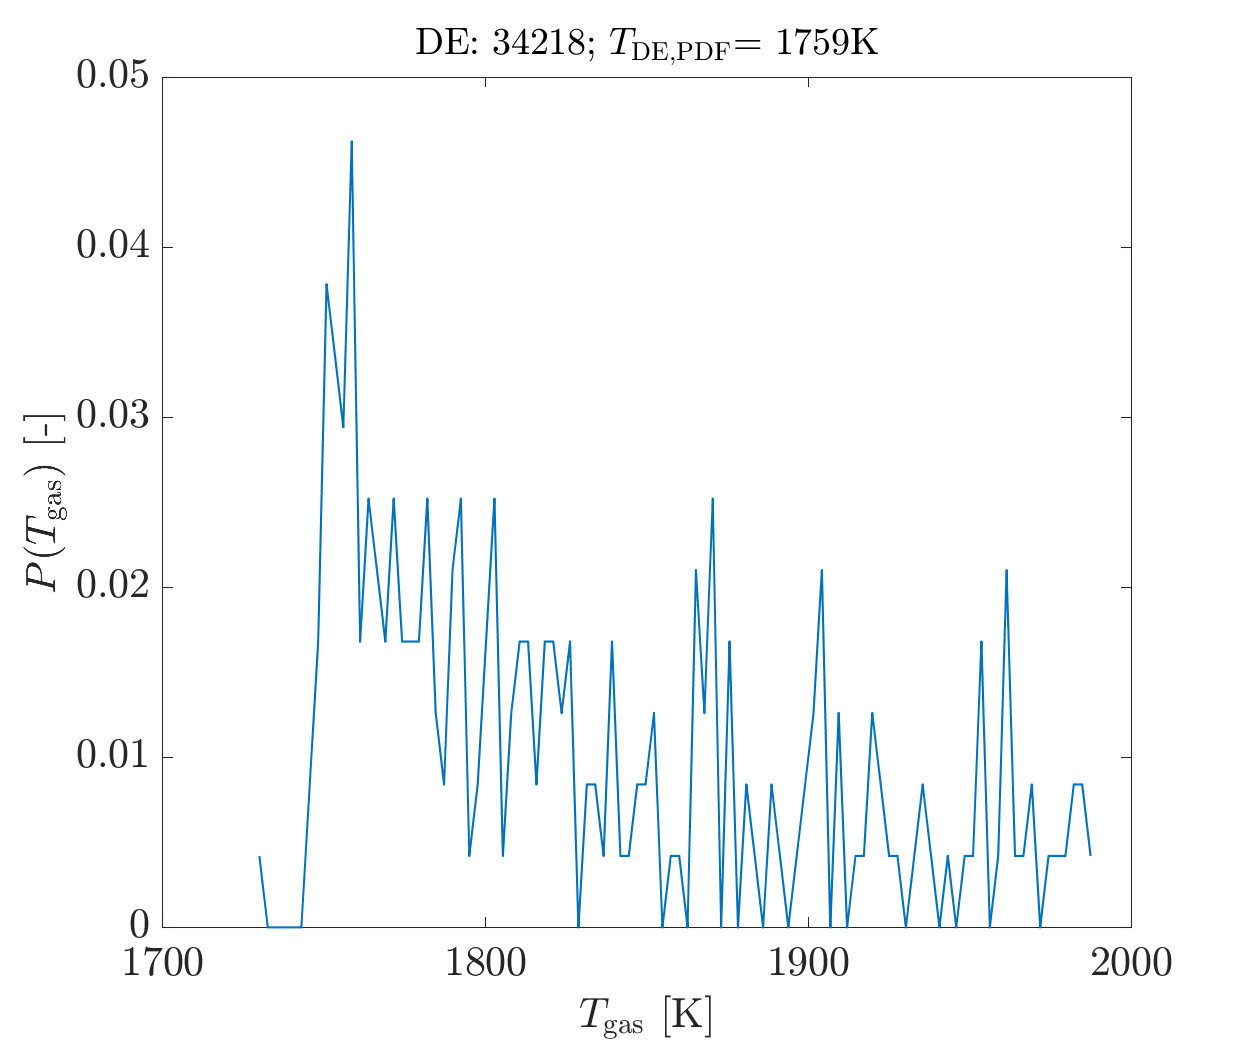 DE: 34218; T_DE,PDF= 1759K
0.05
0.04
0.03
0.02
0.01
0
P(T_gas) [-]
1700 1800 1900 2000
T_gas [K]